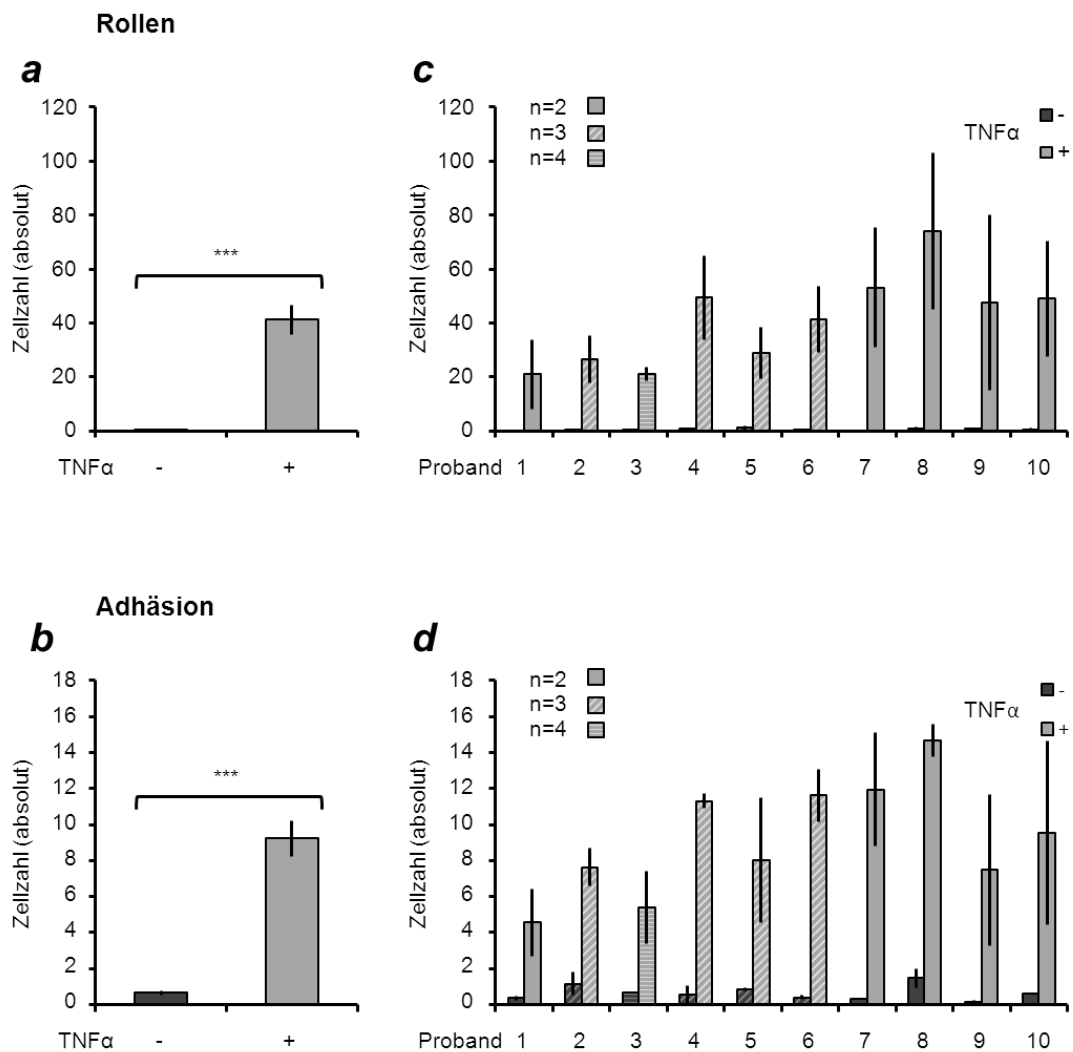 Rollen
a
Zellzahl (absolut)
120
100
80
60
40
20
0
***
TNFα - +
c
Zellzahl (absolut)
120
100
80
60
40
20
0
n=2
n=3
n=4
TNFα
-
+
Proband 1 2 3 4 5 6 7 8 9 10
Adhäsion
b
Zellzahl (absolut)
18
16
14
12
10
8
6
4
2
0
***
TNFα - +
d
Zellzahl (absolut)
18
16
14
12
10
8
6
4
2
0
n=2
n=3
n=4
TNFα
-
+
Proband 1 2 3 4 5 6 7 8 9 10